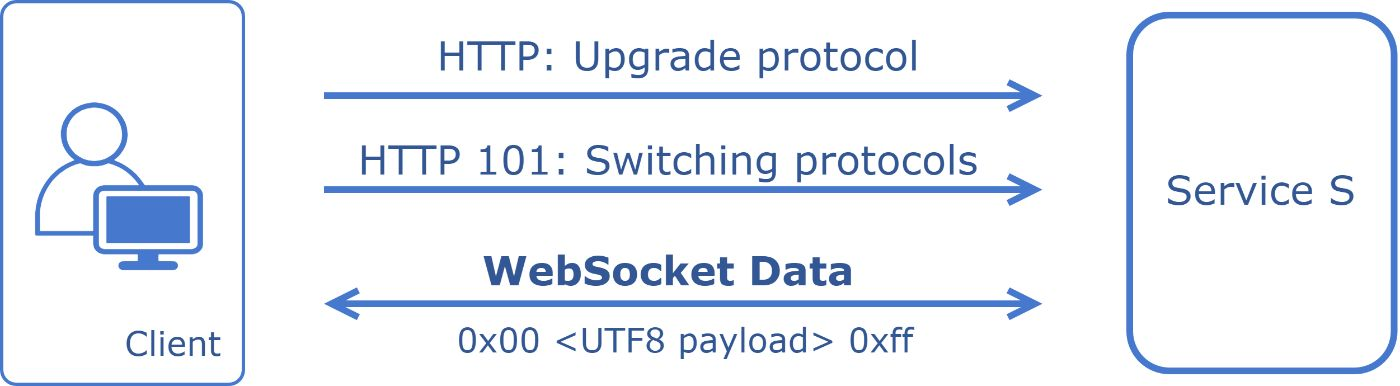 HTTP: Upgrade protocol
HTTP 101: Switching protocols
WebSocket Data
0x00 <UTF8 payload> 0xff
Client
Service S